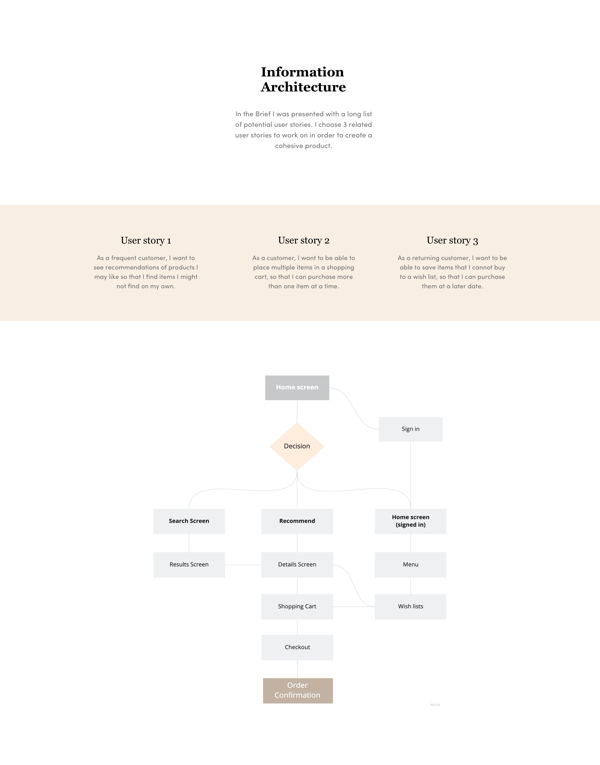 Information
Architecture
In the Brief I was presented with a long list
of potential user stories. I choose 3 related
user stories to work on in order to create a
cohesive product.
User story 1
As a frequent customer, I want to
see recommendations of products I
may like so that I find items I might
not find on my own.
User story 2
As a customer, I want to be able to
place multiple items in a shopping
cart, so that I can purchase more
than one item at a time.
User story 3
As a returning customer, I want to be
able to save items that I cannot buy
to a wish list, so that I can purchase
them at a later date.
Home screen
Sign in
Decision
Search Screen
Recommend
Home screen
(signed in)
Results Screen
Details Screen
Menu
Shopping Cart
Wish lists
Checkout
Order
Confirmation